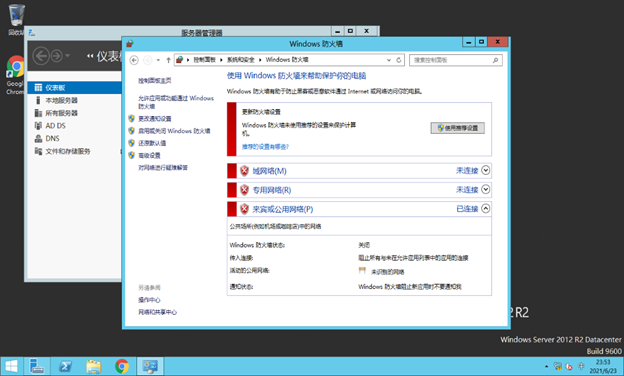 回收站
Google
Chrom
服务器管理器
仪表板
仪表板
本地服务器
所有服务器
AD DS
DNS
文件和存储服务
Windows 防火墙
控制面板 系统和安全 Windows 防火墙
搜索控制面板
控制面板主页
允许应用或功能通过 Windows
防火墙
更改通知设置
启用或关闭 Windows 防火墙
还原默认值
高级设置
对网络进行疑难解答
另请参阅
操作中心
网络和共享中心
使用 Windows 防火墙来帮助保护你的电脑
Windows 防火墙有助于防止黑客或恶意软件通过 Internet 或网络访问你的电脑。
更新防火墙设置
Windows 防火墙未使用推荐的设置来保护计算
机。
使用推荐设置
推荐的设置有哪些?
域网络(M) 未连接
专用网络(R) 未连接
来宾或公用网络(P) 已连接
公共场所(例如机场或咖啡店)中的网络
Windows 防火墙状态: 关闭
传入连接: 阻止所有与未在允许应用列表中的应用的连接
活动的公用网络: 未识别的网络
通知状态: Windows 防火墙阻止新应用时不要通知我
2 R2
Windows Server 2012 R2 Datacenter
Build 9600
中
23:53
2021/6/23